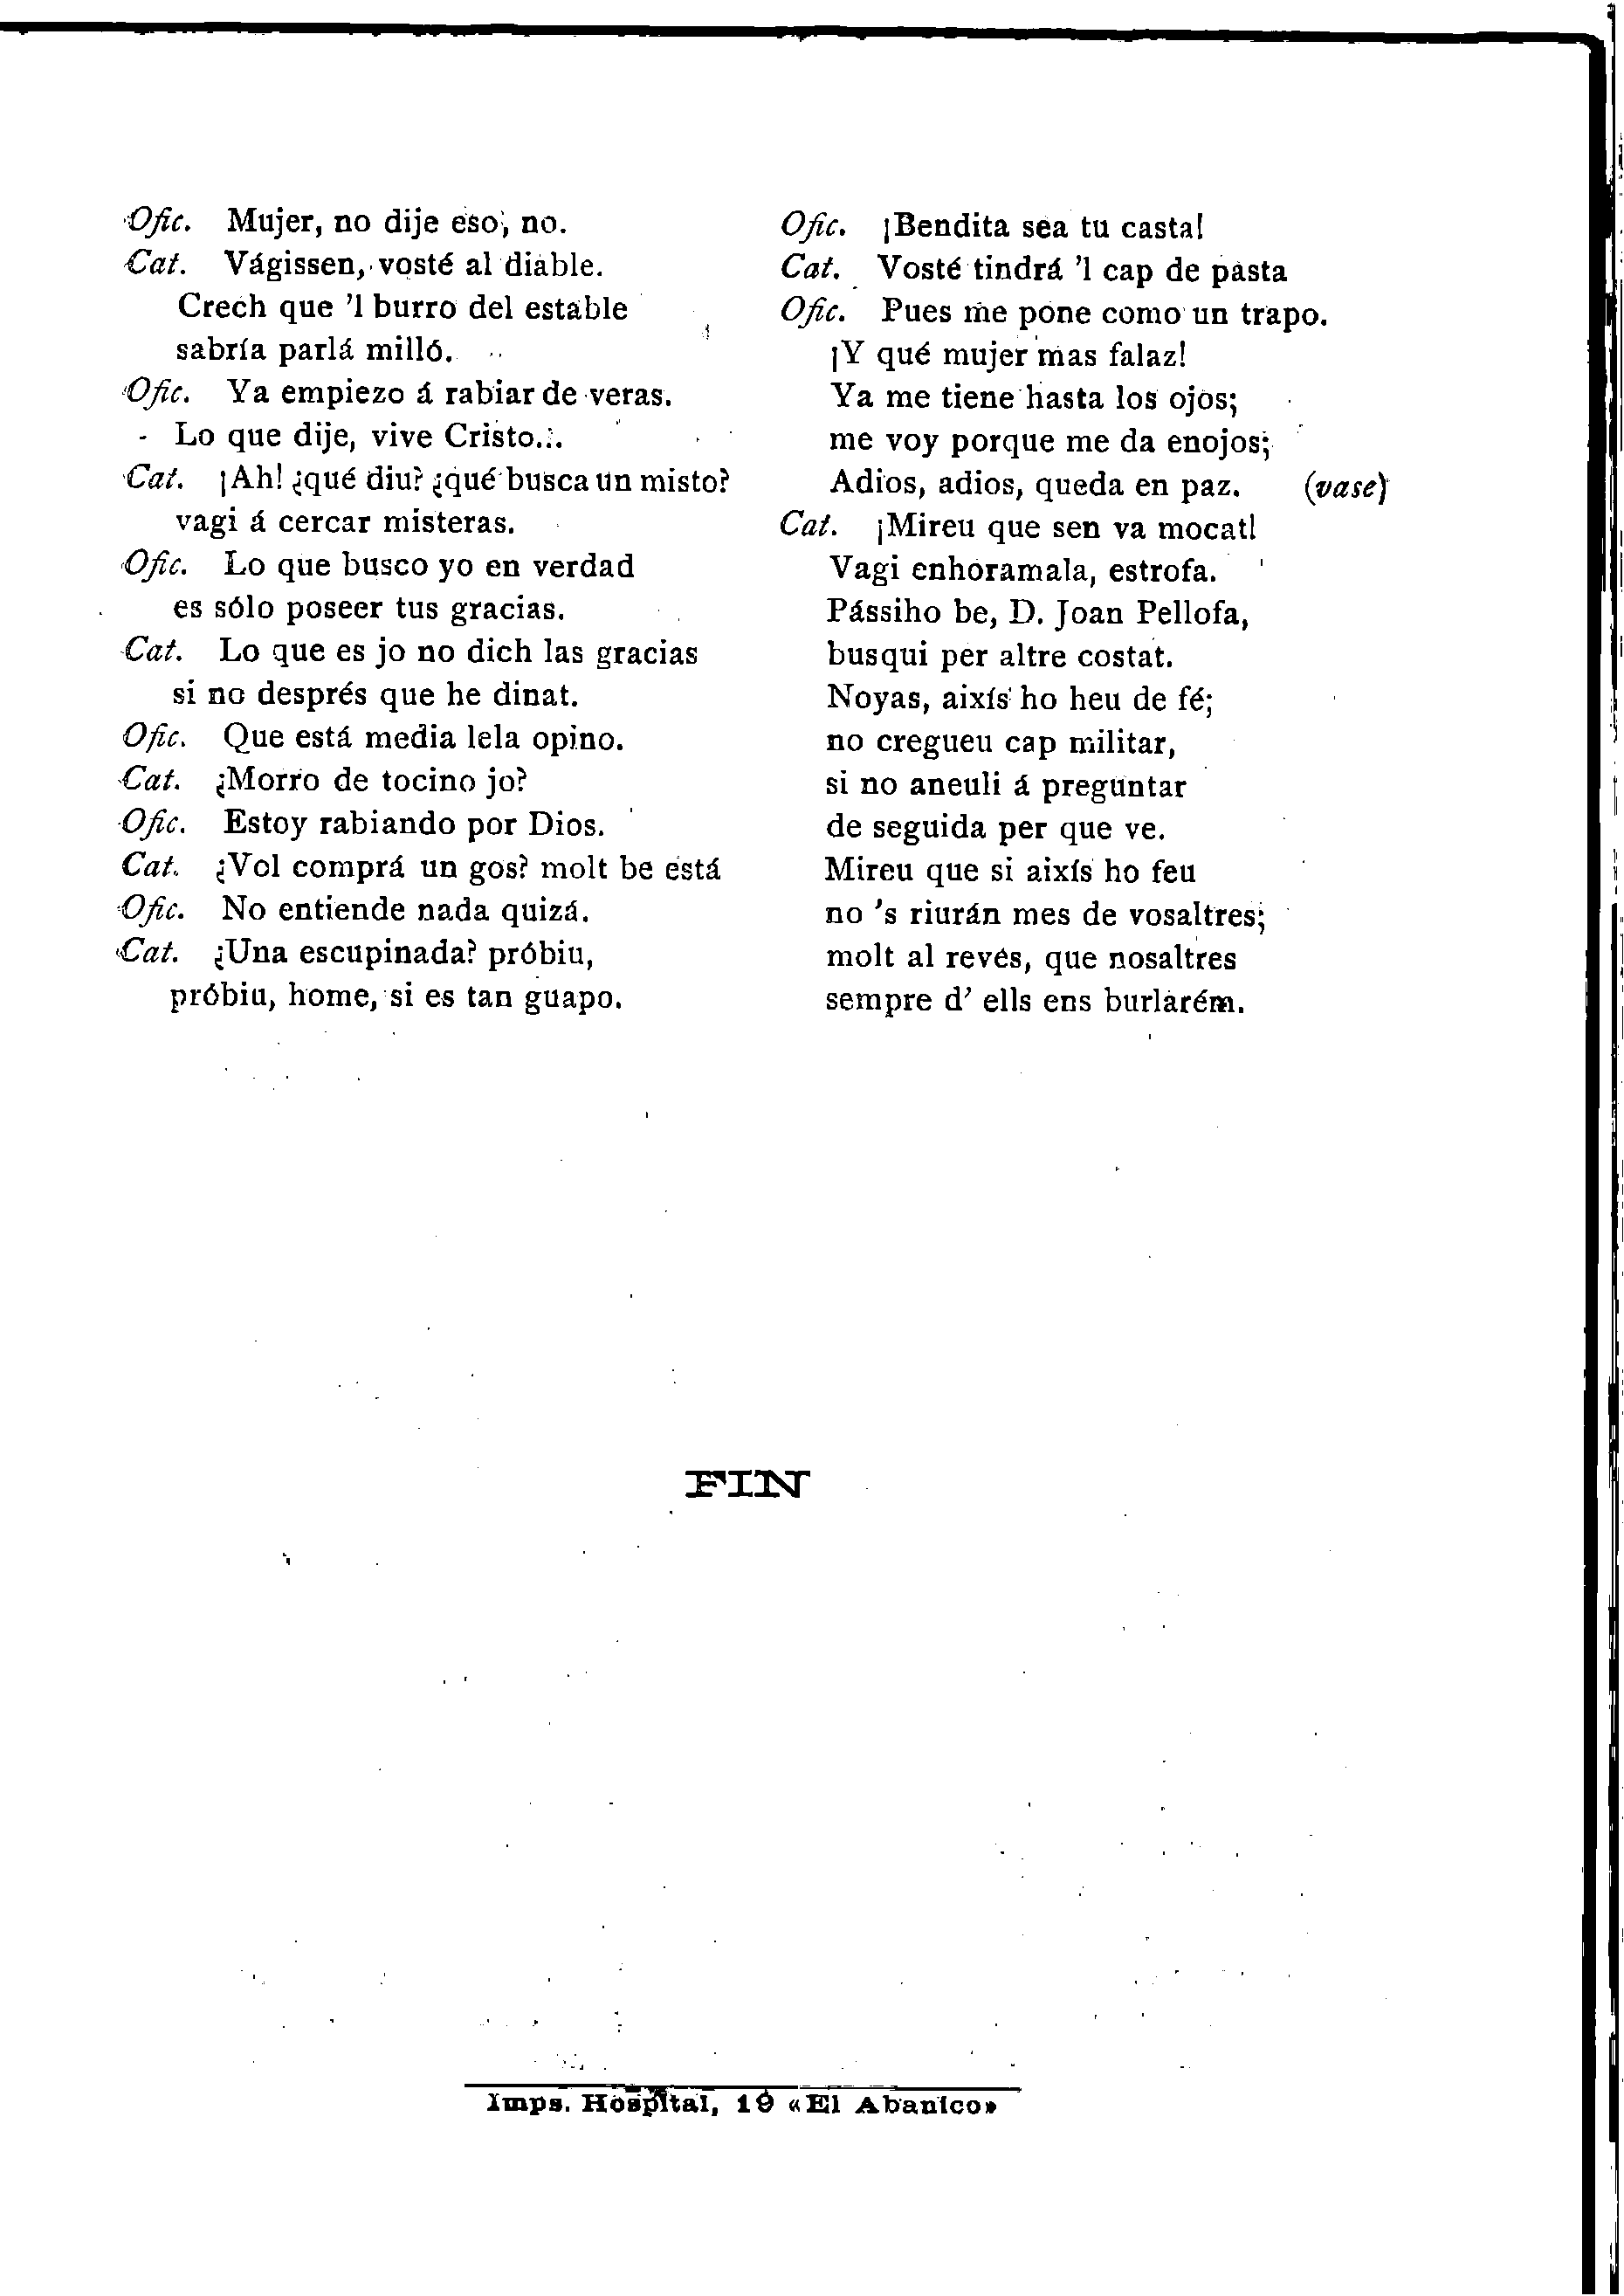 Ofic. Mujer, no dije eso, no.
Cat. Vágissen, vosté al diable.
Crech que 'l burro del estable
sabría parlá milló.
Ofic. Ya empiezo á rabiar de veras.
Lo que dije, vive Cristo...
Cat. ¡Ah! ¿qué diu? ¿qué busca un misto?
vagi á cercar misteras.
Ofic. Lo que busco yo en verdad
es sólo poseer tus gracias.
Cat. Lo que es jo no dich las gracias
si no després que he dinat.
Ofic. Que está media lela opino.
Cat. ¿Morro de tocino jo?
Ofic. Estoy rabiando por Dios.
Cat. ¿Vol comprá un gos? molt be está
Ofic. No entiende nada quizá.
Cat. ¿Una escupinada? próbiu,
próbiu, home, si es tan guapo.
Ofic. ¡Bendita sea tu casta!
Cat. Vosté tindrá 'l cap de pasta
Ofic. Pues me pone como un trapo.
¡Y qué mujer mas falaz!
Ya me tiene hasta los ojos;
me voy porque me da enojos;
Adios, adios, queda en paz. (vase)
Cat. ¡Mireu que sen va mocat!
Vagi enhoramala, estrofa.
Pássiho be, D. Joan Pellofa,
busqui per altre costat.
Noyas, aixís ho heu de fé;
no cregueu cap militar,
si no aneuli á preguntar
de seguida per que ve.
Mireu que si aixís ho feu
no 's riurán mes de vosaltres;
molt al revés, que nosaltres
sempre d' ells ens burlarém.
FIN
Imps. Hospital, 19 «El Abanico»